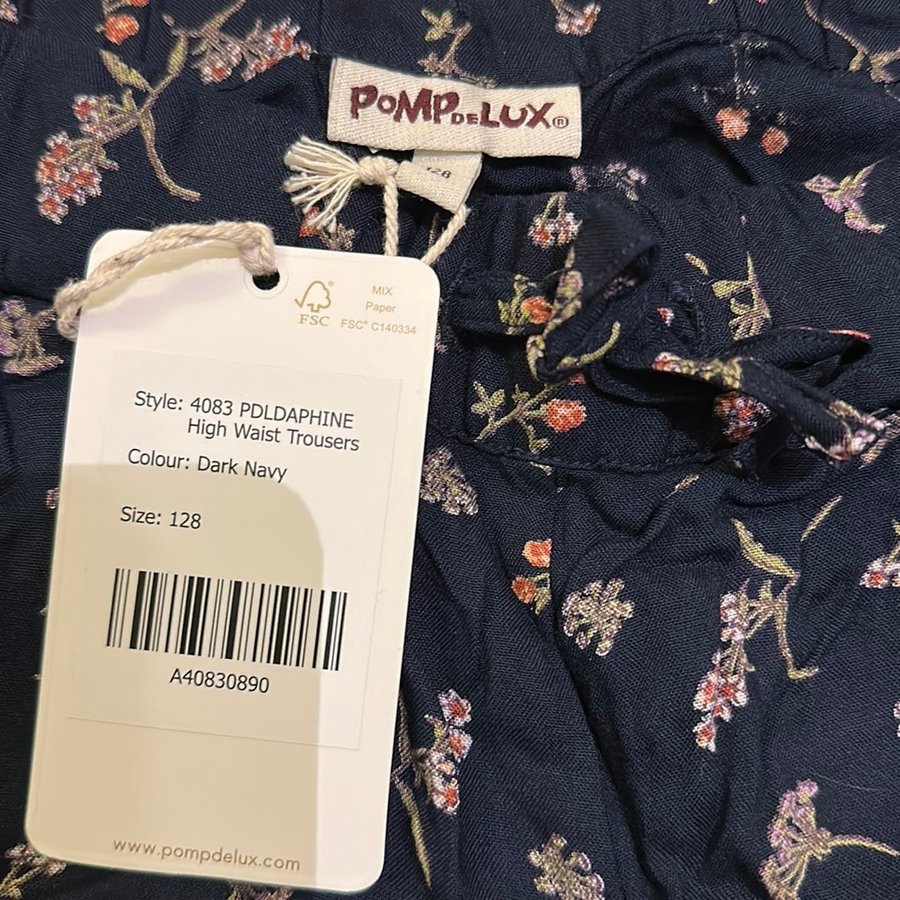 POMPDELUX®
128
FSC
MIX
Paper
FSC® C140334
Style: 4083 PDLDAPHINE
High Waist Trousers
Colour: Dark Navy
Size: 128
A40830890
www.pompdelux.com